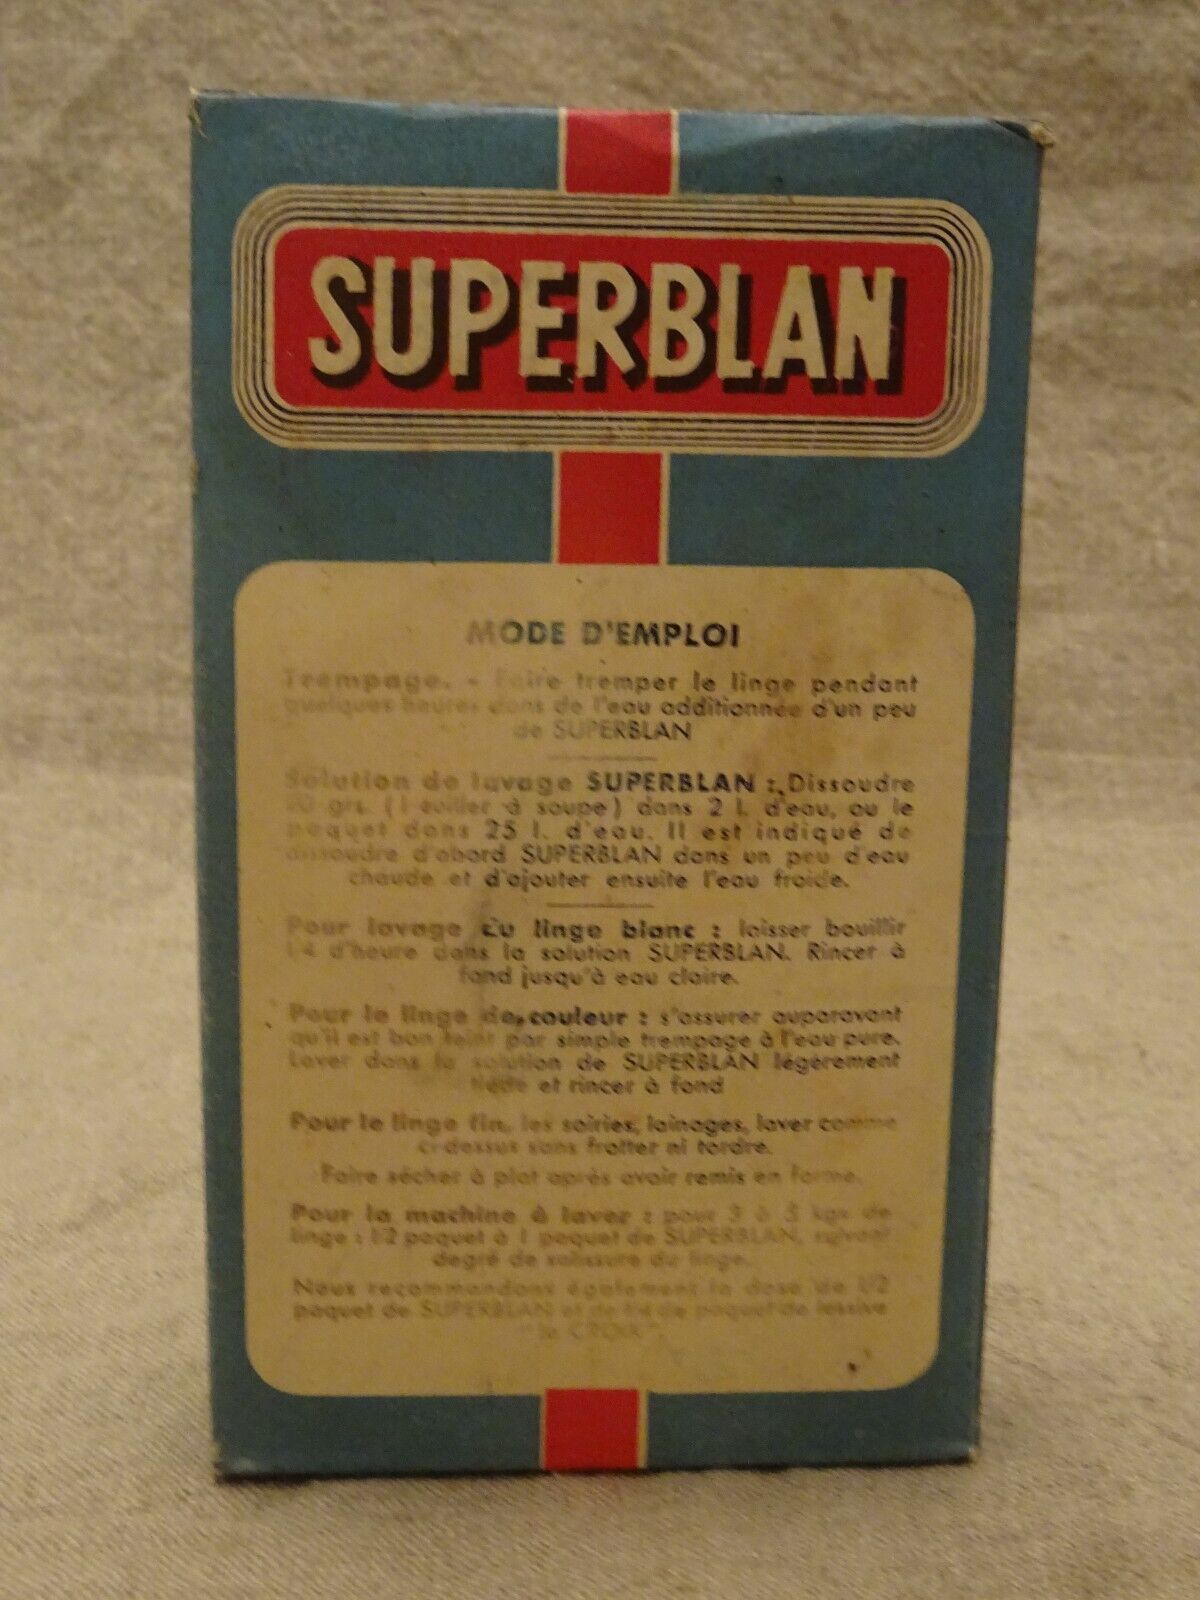 SUPERBLAN
MODE D'EMPLOI
Trempage. - Faire tremper le linge pendant
quelques heures dans de l'eau additionnée d'un peu
de SUPERBLAN
Solution de lavage SUPERBLAN : Dissoudre
grs. (1 cuiller à soupe) dans 2 l. d'eau, ou le
paquet dans 25 l. d'eau. Il est indiqué de
dissoudre d'abord SUPERBLAN dans un peu d'eau
chaude et d'ajouter ensuite l'eau froide.
Pour lavage du linge blanc : laisser bouillir
1/4 d'heure dans la solution SUPERBLAN. Rincer à
fond jusqu'à eau claire.
Pour le linge de couleur : s'assurer auparavant
qu'il est bon teint par simple trempage à l'eau pure.
Laver dans la solution de SUPERBLAN légèrement
tiède et rincer à fond
Pour le linge fin, les soiries, lainages, laver comme
ci-dessus sans frotter ni tordre.
Faire sécher à plat après avoir remis en forme.
Pour la machine à laver : pour 3 à 5 kgs de
linge : 1/2 paquet à 1 paquet de SUPERBLAN, suivant
degré de salissure du linge.
Nous recommandons également la dose de 1/2
paquet de SUPERBLAN et de 1/4 de paquet de lessive
"la CROIX".